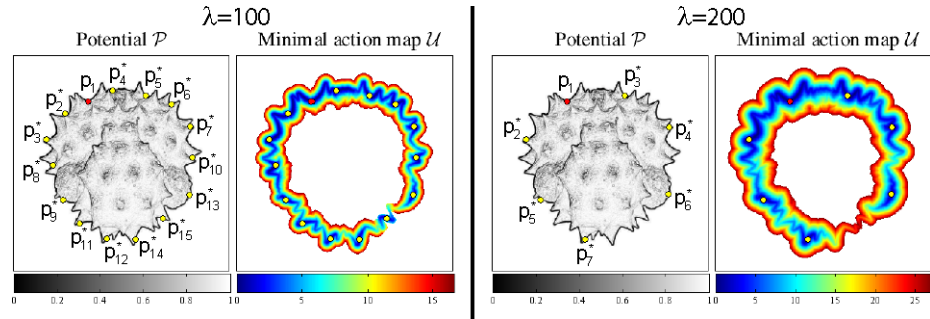 λ=100
Potential 𝒫
Minimal action map 𝒰
p₁
p₄*
p₅*
p₂*
p₆*
p₃*
p₇*
p₈*
p₁₀*
p₉*
p₁₃*
p₁₁*
p₁₅*
p₁₂*
p₁₄*
0 0.2 0.4 0.6 0.8 1
0 5 10 15
λ=200
Potential 𝒫
Minimal action map 𝒰
p₁
p₃*
p₂*
p₄*
p₅*
p₆*
p₇*
0 0.2 0.4 0.6 0.8 1
0 5 10 15 20 25